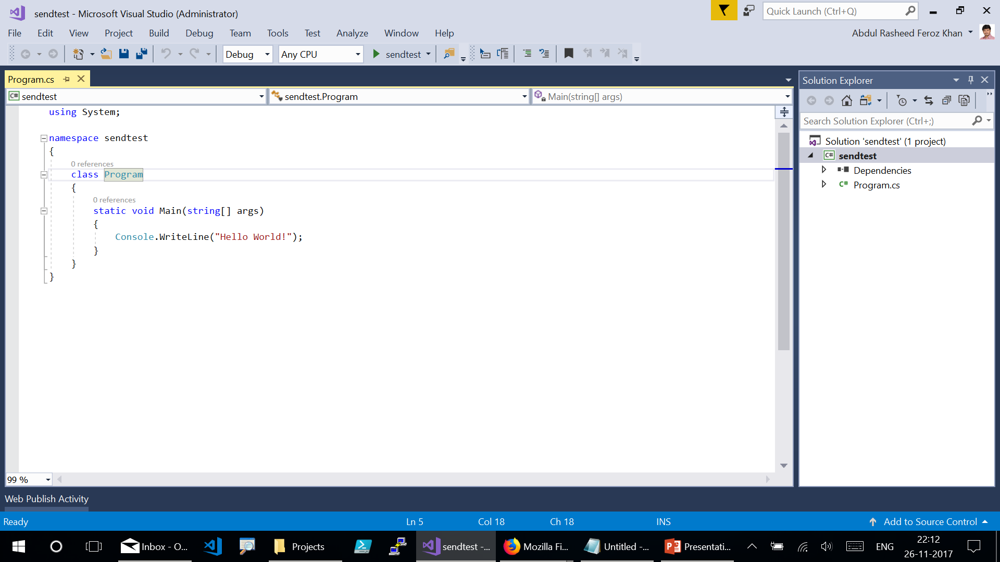 sendtest - Microsoft Visual Studio (Administrator)
Quick Launch (Ctrl+Q)
File Edit View Project Build Debug Team Tools Test Analyze Window Help
Abdul Rasheed Feroz Khan
Debug Any CPU sendtest
Program.cs
sendtest sendtest.Program Main(string[] args)
using System;
namespace sendtest
{
0 references
class Program
{
0 references
static void Main(string[] args)
{
Console.WriteLine("Hello World!");
}
}
}
99 %
Solution Explorer
Search Solution Explorer (Ctrl+;)
Solution 'sendtest' (1 project)
C# sendtest
Dependencies
C# Program.cs
Web Publish Activity
Ready Ln 5 Col 18 Ch 18 INS Add to Source Control
Inbox - O... Projects sendtest -... Mozilla Fi... Untitled -... Presentati... ENG 22:12
26-11-2017